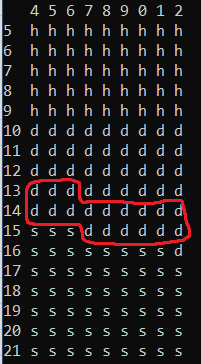 4 5 6 7 8 9 0 1 2
5 h h h h h h h h h
6 h h h h h h h h h
7 h h h h h h h h h
8 h h h h h h h h h
9 h h h h h h h h h
10 d d d d d d d d d
11 d d d d d d d d d
12 d d d d d d d d d
13 d d d d d d d d d
14 d d d d d d d d d
15 s s s d d d d d d
16 s s s s s s s s d
17 s s s s s s s s s
18 s s s s s s s s s
19 s s s s s s s s s
20 s s s s s s s s s
21 s s s s s s s s s